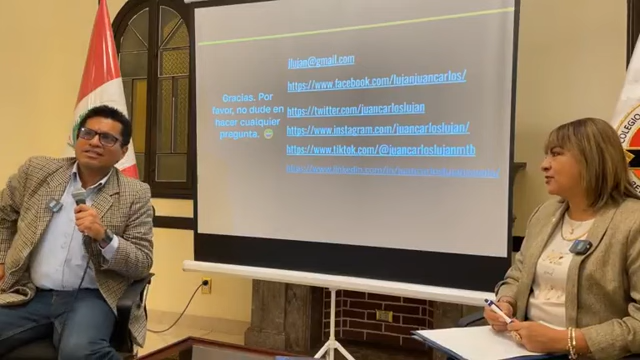 jlujan@gmail.com
https://www.facebook.com/lujanjuancarlos/
Gracias. Por
favor, no dude en
hacer cualquier
pregunta.
https://twitter.com/juancarloslujan
https://www.instagram.com/juancarloslujan/
https://www.tiktok.com/@juancarloslujanmtb
COLEGIO